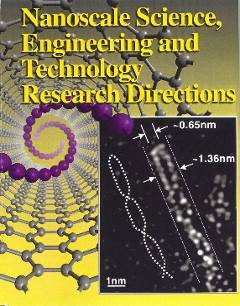 Nanoscale Science,
Engineering and
Technology
Research Directions
~0.65nm
~1.36nm
1nm